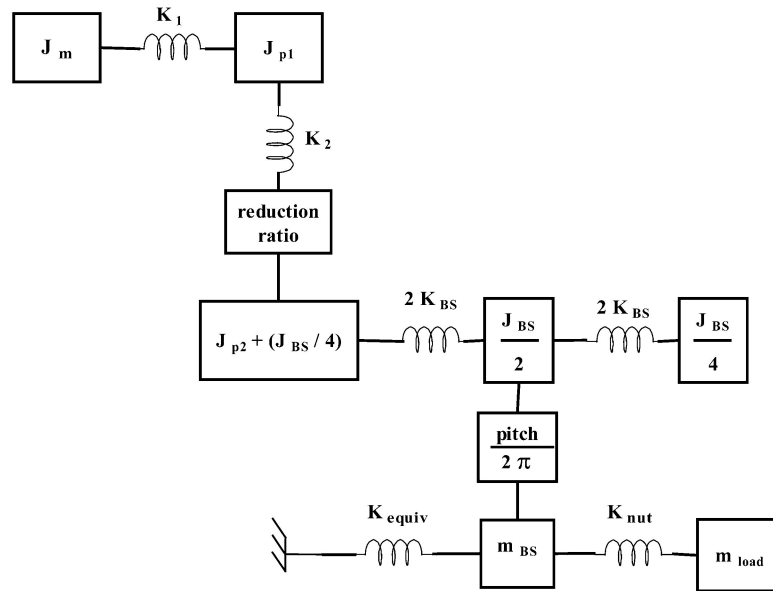 K 1
J m
J p1
K 2
reduction
ratio
2 K BS
2 K BS
J p2 + (J BS / 4)
J BS
2
J BS
4
pitch
2 π
K equiv
K nut
m BS
m load